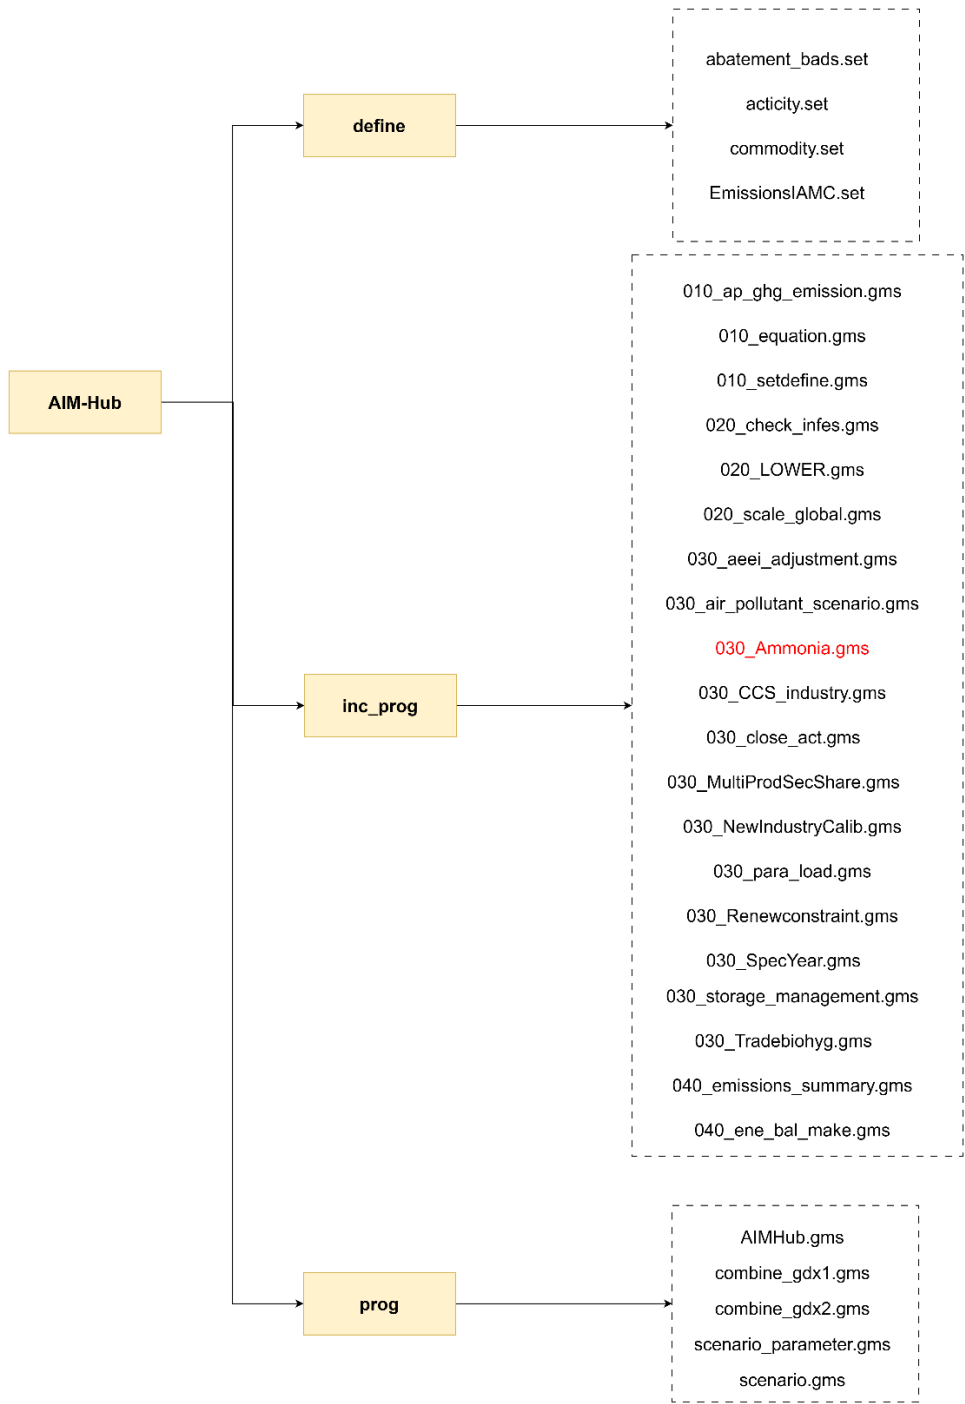 AIM-Hub
define
abatement_bads.set
acticity.set
commodity.set
EmissionsIAMC.set
inc_prog
010_ap_ghg_emission.gms
010_equation.gms
010_setdefine.gms
020_check_infes.gms
020_LOWER.gms
020_scale_global.gms
030_aeei_adjustment.gms
030_air_pollutant_scenario.gms
030_Ammonia.gms
030_CCS_industry.gms
030_close_act.gms
030_MultiProdSecShare.gms
030_NewIndustryCalib.gms
030_para_load.gms
030_Renewconstraint.gms
030_SpecYear.gms
030_storage_management.gms
030_Tradebiohyg.gms
040_emissions_summary.gms
040_ene_bal_make.gms
prog
AIMHub.gms
combine_gdx1.gms
combine_gdx2.gms
scenario_parameter.gms
scenario.gms